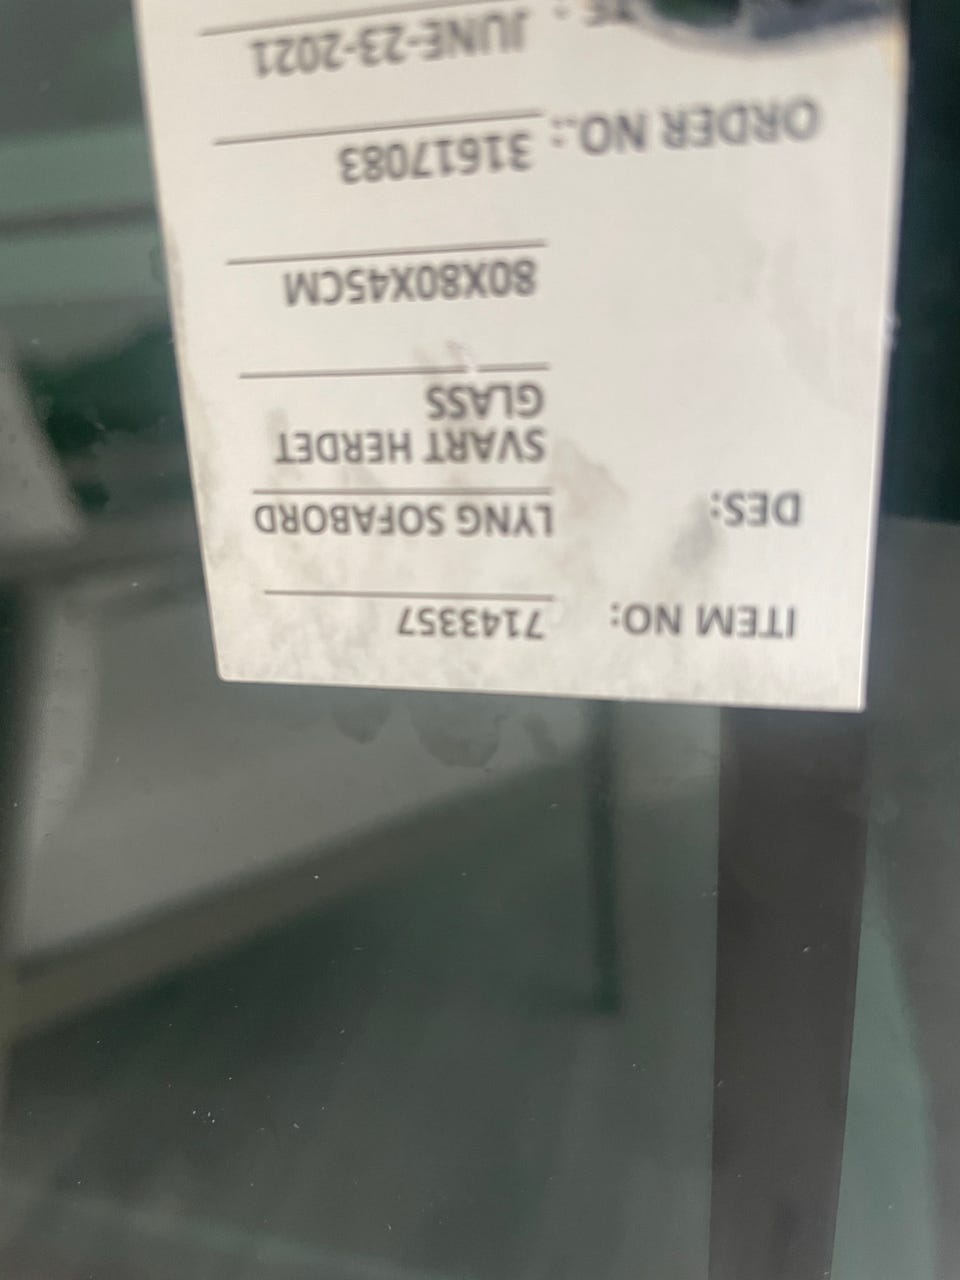 ITEM NO: 7143357
DES: LYNG SOFABORD
SVART HERDET
GLASS
80X80X45CM
ORDER NO.: 31617083
JUNE-23-2021